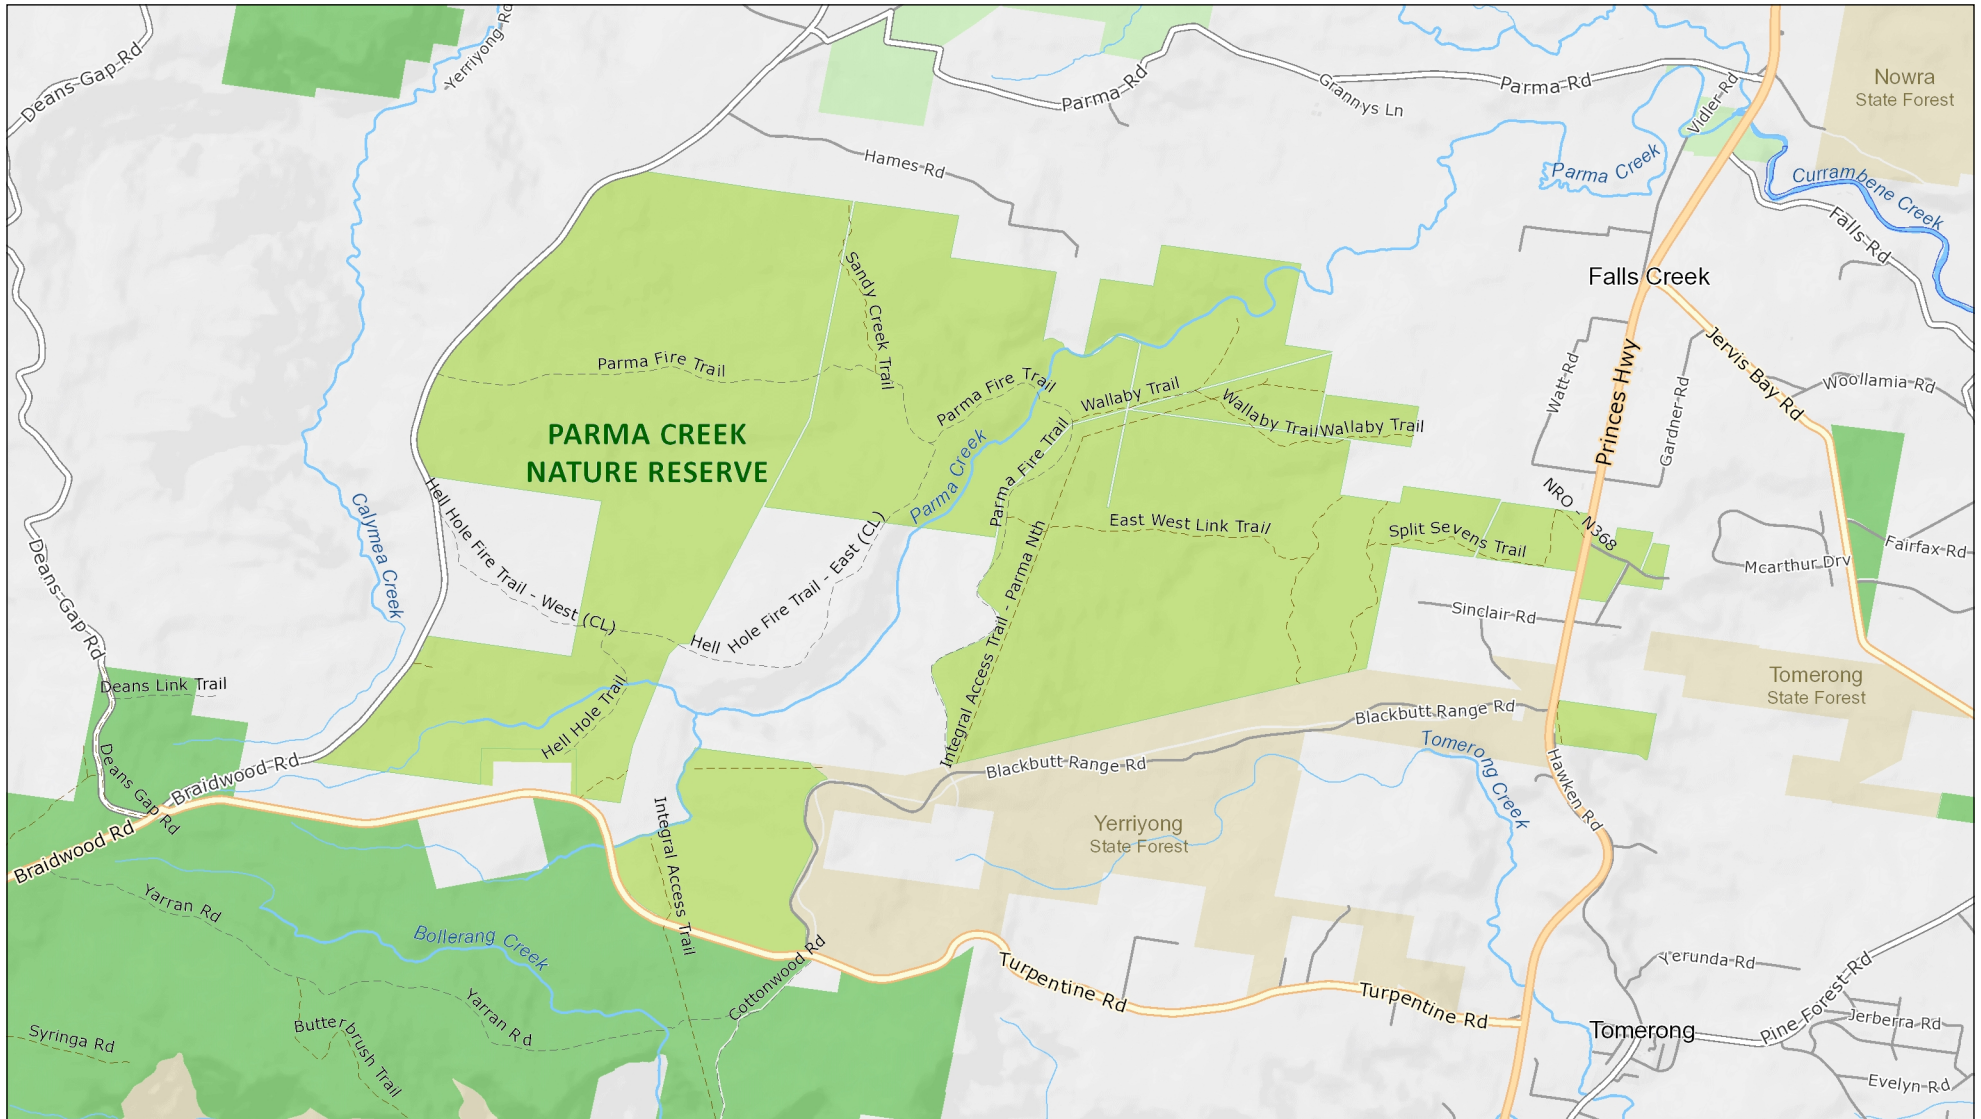 Deans Gap Rd
Yerriyong Rd
Parma Rd
Grannys Ln
Parma Rd
Vidler Rd
Nowra
State Forest
Hames Rd
Parma Creek
Currambene Creek
Falls Rd
Sandy Creek Trail
Falls Creek
Parma Fire Trail
Parma Fire Trail
Wallaby Trail
Wallaby Trail
Wallaby Trail
Watt Rd
Princes Hwy
Gardner Rd
Jervis Bay Rd
Woollamia Rd
PARMA CREEK
NATURE RESERVE
Parma Creek
Parma Fire Trail
Calymea Creek
Hell Hole Fire Trail - West (CL)
Hell Hole Fire Trail - East (CL)
East West Link Trail
Split Sevens Trail
NRO - N368
Fairfax Rd
Mcarthur Drv
Deans Gap Rd
Integral Access Trail - Parma Nth
Sinclair Rd
Deans Link Trail
Hell Hole Trail
Tomerong
State Forest
Blackbutt Range Rd
Blackbutt Range Rd
Tomerong Creek
Deans Gap Rd
Braidwood Rd
Braidwood Rd
Integral Access Trail
Yerriyong
State Forest
Hawken Rd
Yarran Rd
Bollerang Creek
Cottonwood Rd
Turpentine Rd
Turpentine Rd
Yerunda Rd
Pine Forest Rd
Yarran Rd
Butterbrush Trail
Syringa Rd
Tomerong
Jerberra Rd
Evelyn Rd